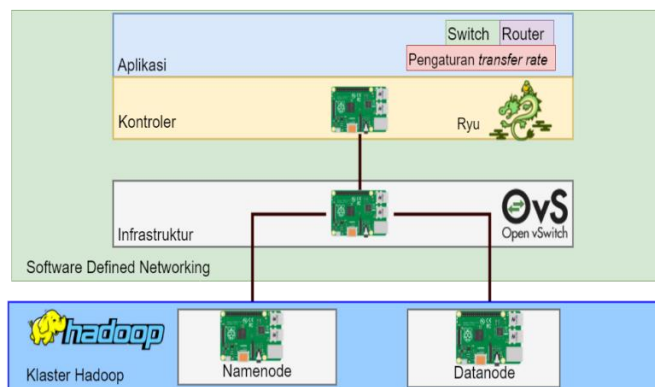 Switch Router
Pengaturan transfer rate
Aplikasi
Kontroler
Ryu
Infrastruktur
OvS
Open vSwitch
Software Defined Networking
hadoop
Klaster Hadoop
Namenode
Datanode